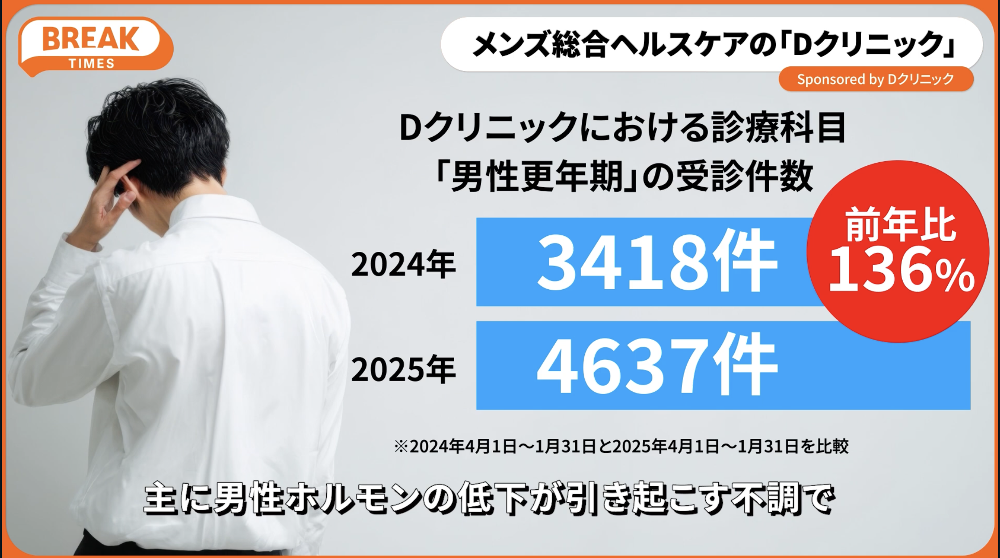 BREAK
TIMES
メンズ総合ヘルスケアの「Dクリニック」
Sponsored by Dクリニック
Dクリニックにおける診療科目
「男性更年期」の受診件数
前年比
136%
2024年
3418件
2025年
4637件
※2024年4月1日〜1月31日と2025年4月1日〜1月31日を比較
主に男性ホルモンの低下が引き起こす不調で